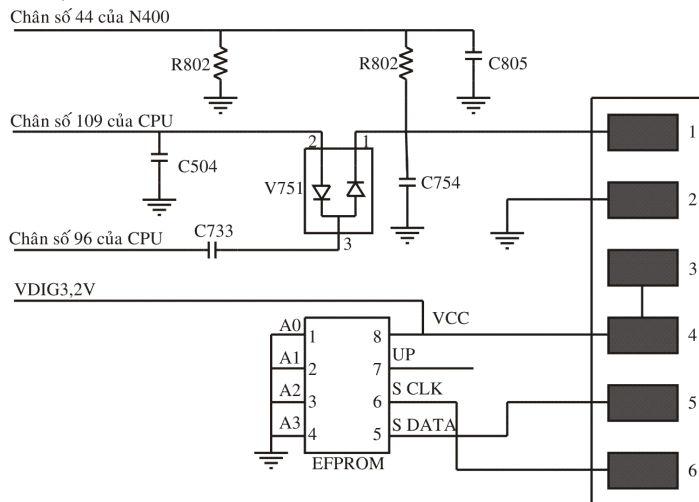 Chân số 44 của N400
R802
R802
C805
Chân số 109 của CPU
2
1
1
C504
V751
C754
2
C733
Chân số 96 của CPU
3
3
VDIG3,2V
VCC
A0
1
8
4
A1
2
7
UP
A2
3
6
S CLK
5
A3
4
5
S DATA
EFPROM
6